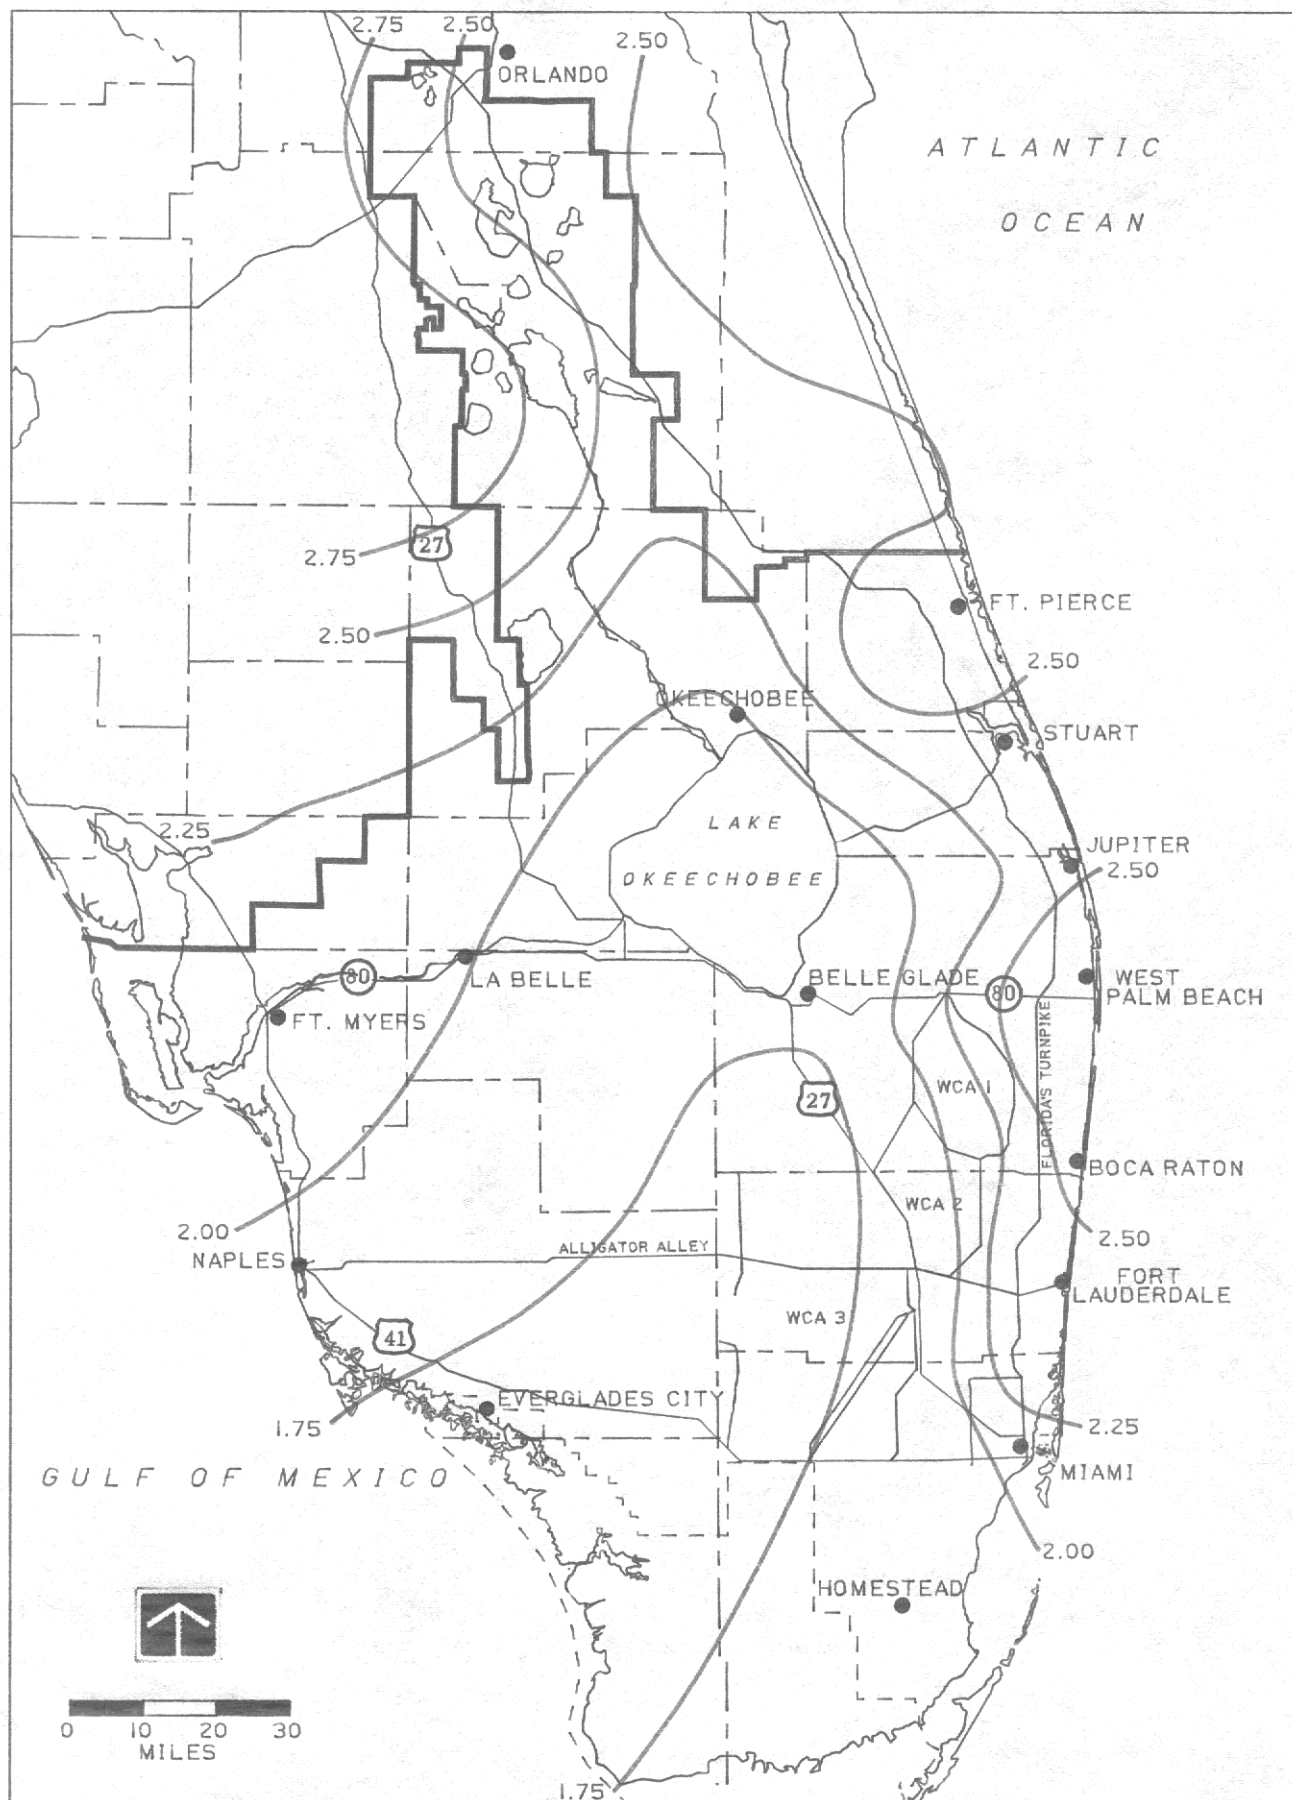 2.75
2.50
2.50
ORLANDO
ATLANTIC
OCEAN
2.75
27
2.50
FT. PIERCE
2.50
OKEECHOBEE
STUART
2.25
LAKE
OKEECHOBEE
JUPITER
2.50
80
LA BELLE
BELLE GLADE
80
WEST
PALM BEACH
FT. MYERS
FLORIDA'S TURNPIKE
27
WCA 1
BOCA RATON
WCA 2
2.00
2.50
NAPLES
ALLIGATOR ALLEY
FORT
LAUDERDALE
WCA 3
41
EVERGLADES CITY
1.75
2.25
GULF OF MEXICO
MIAMI
2.00
HOMESTEAD
0 10 20 30
MILES
1.75